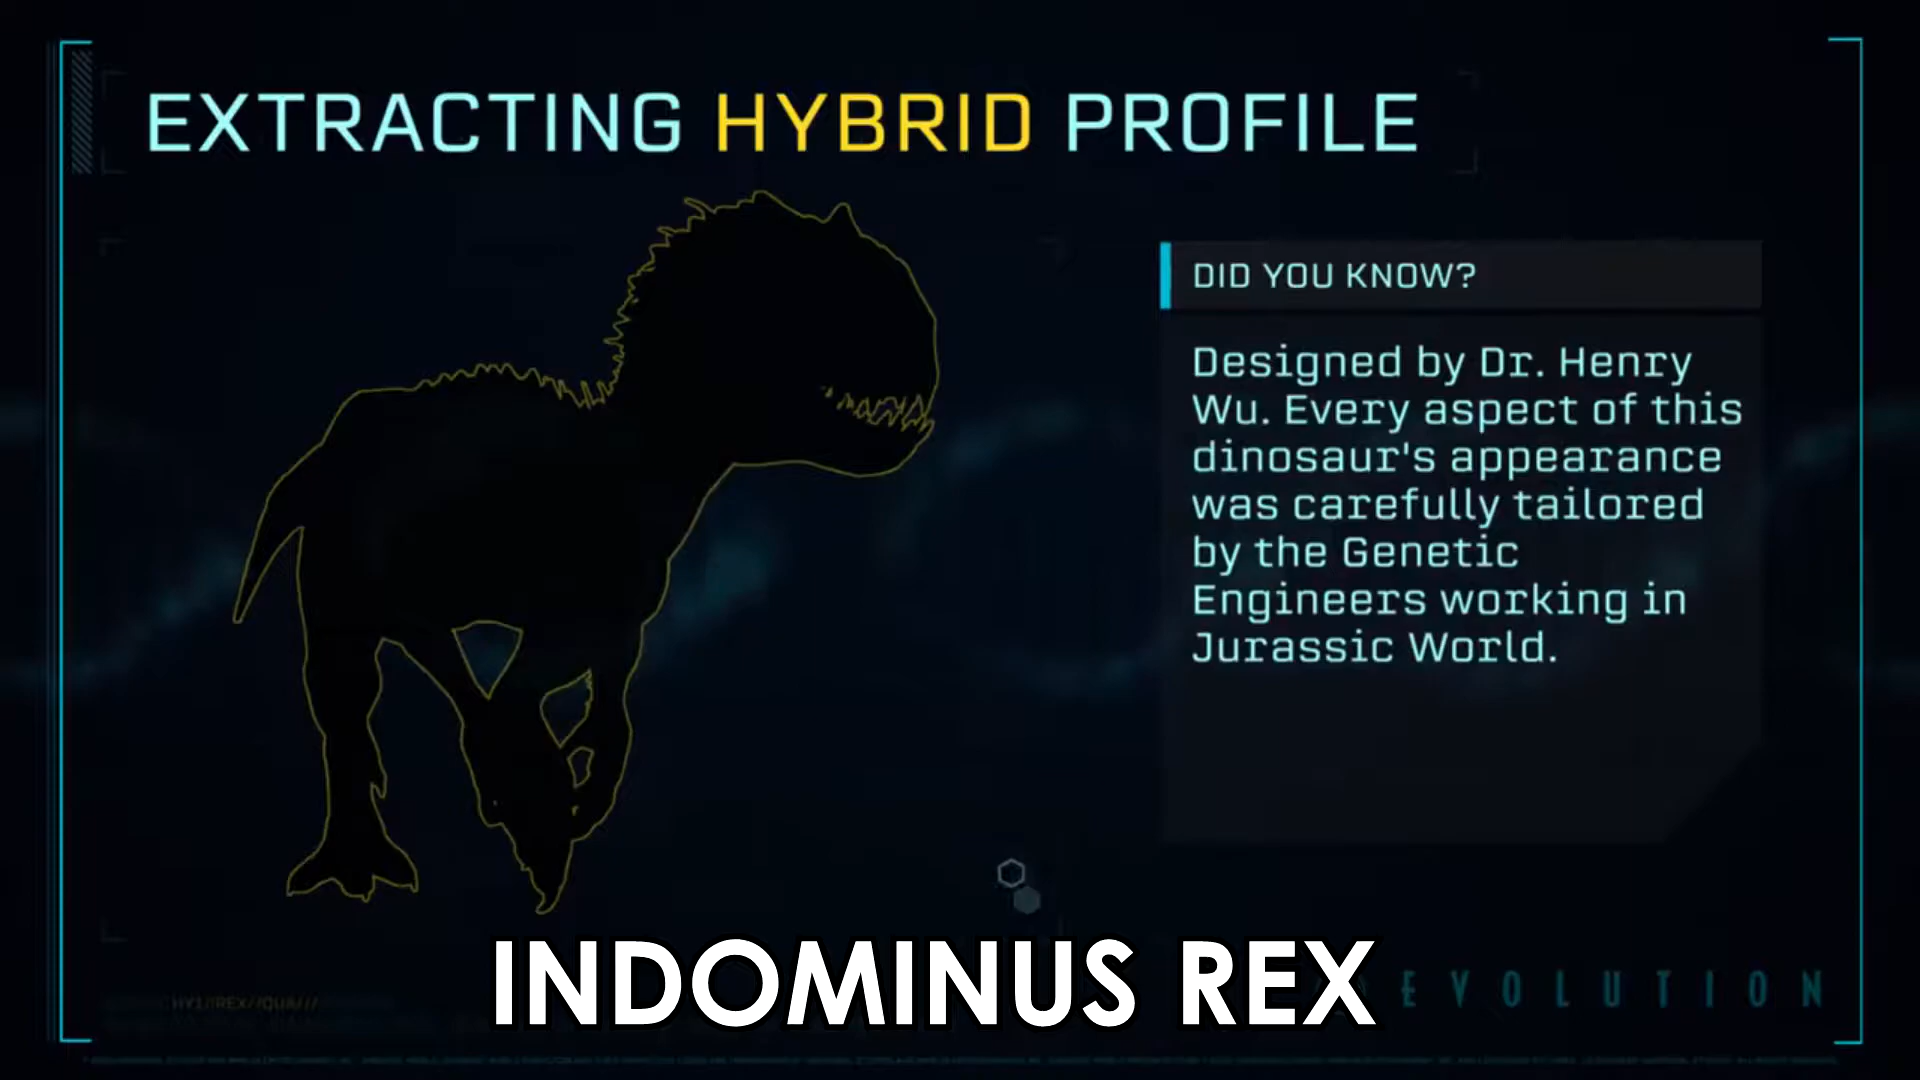 EXTRACTING HYBRID PROFILE
DID YOU KNOW?
Designed by Dr. Henry
Wu. Every aspect of this
dinosaur's appearance
was carefully tailored
by the Genetic
Engineers working in
Jurassic World.
INDOMINUS REX
EVOLUTION